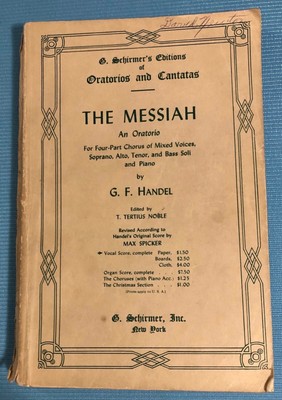 G. Schirmer's Editions
of
Oratorios and Cantatas
THE MESSIAH
An Oratorio
For Four-Part Chorus of Mixed Voices,
Soprano, Alto, Tenor, and Bass Soli
and Piano
by
G. F. HANDEL
Edited by
T. TERTIUS NOBLE
Revised According to
Handel's Original Score by
MAX SPICKER
Vocal Score, complete Paper, $1.50
Boards, $2.50
Cloth, $4.00
Organ Score, complete . . . $7.50
The Choruses (with Piano Acc.) $1.25
The Christmas Section . . . $1.00
(Prices apply to U. S. A.)
G. Schirmer, Inc.
New York